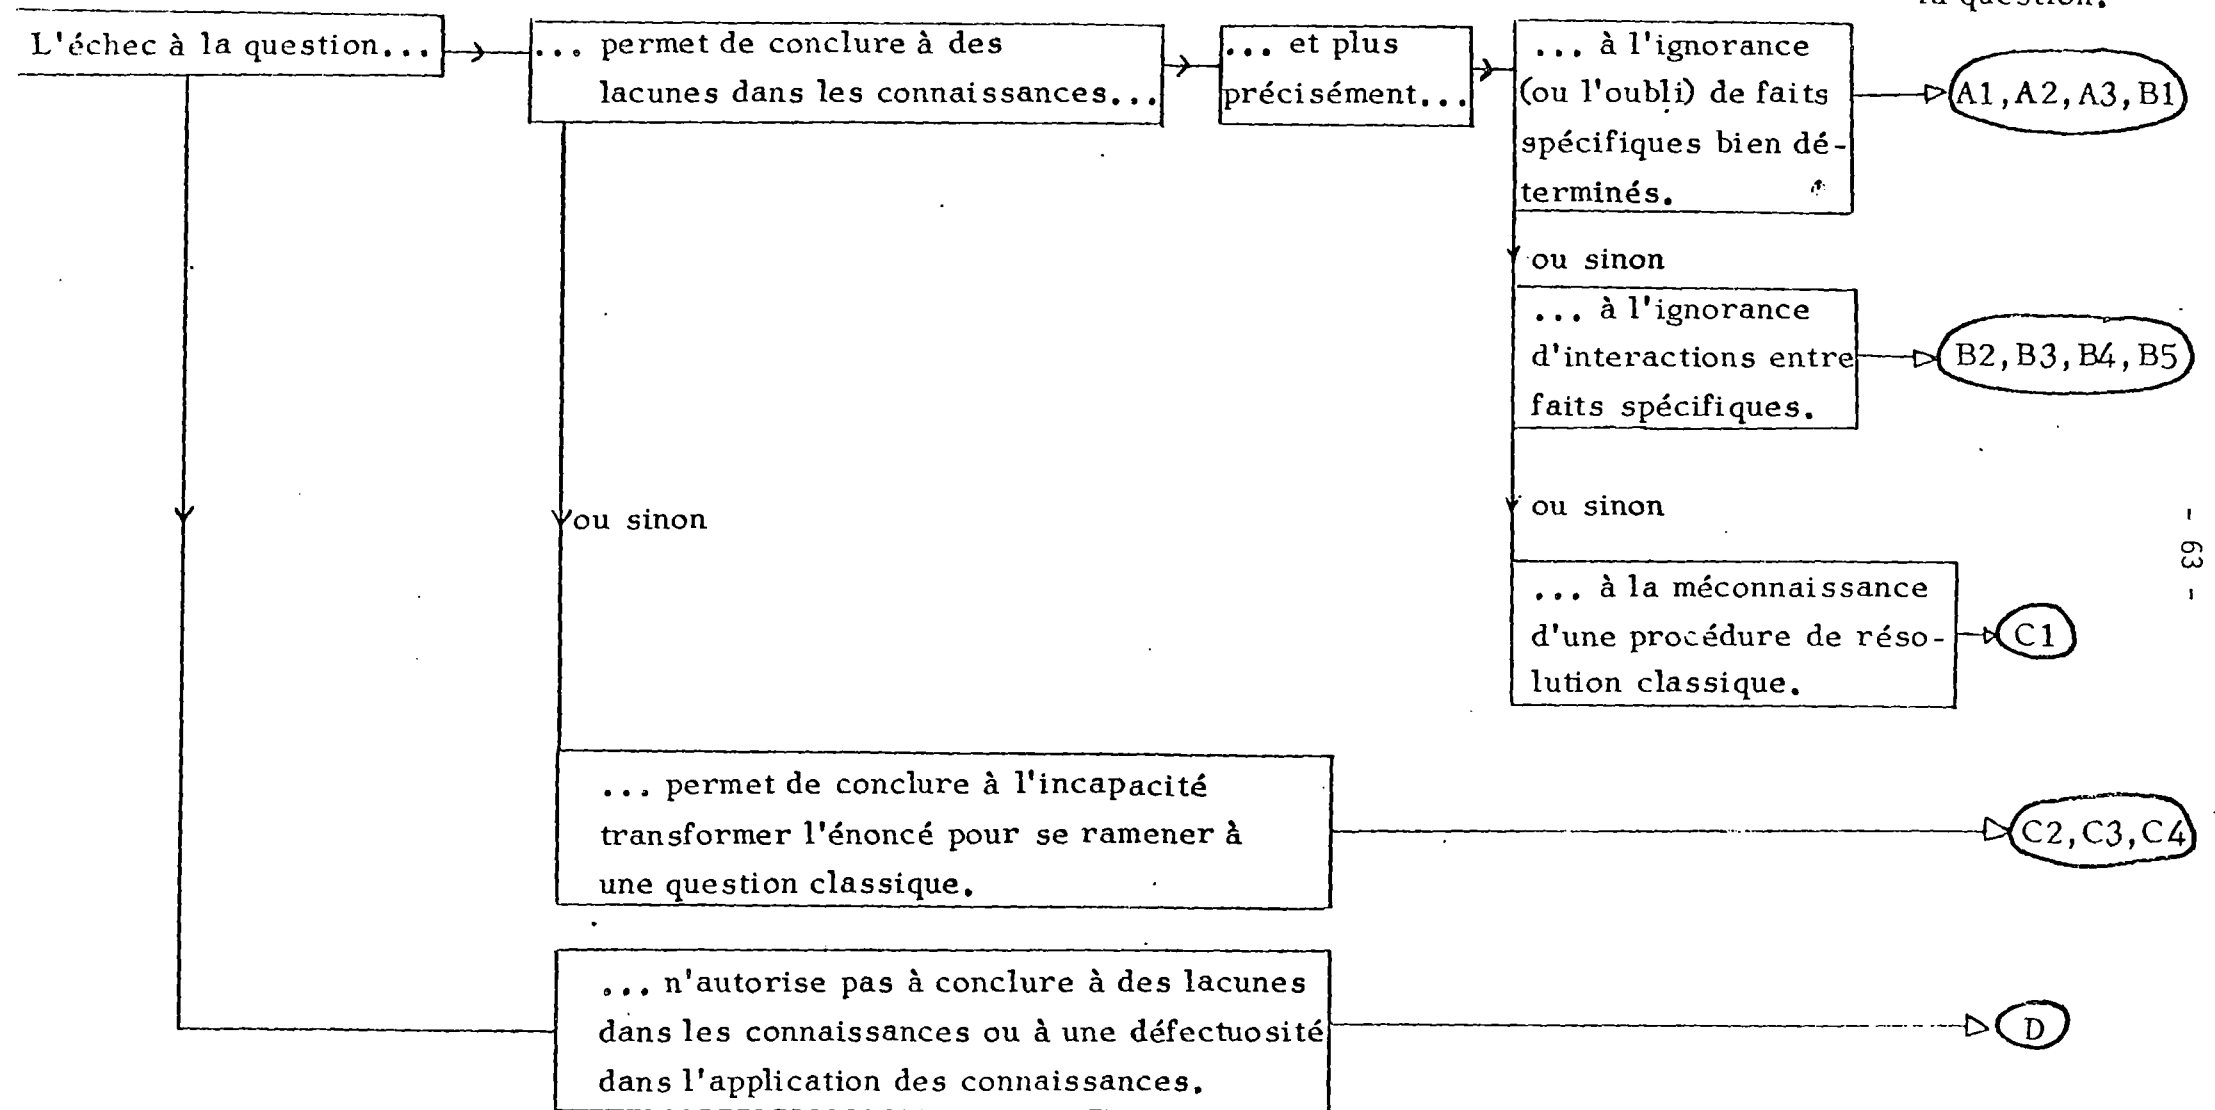 la question.
L'échec à la question...
... permet de conclure à des
lacunes dans les connaissances...
... et plus
précisément...
... à l'ignorance
(ou l'oubli) de faits
spécifiques bien dé-
terminés.
A1, A2, A3, B1
ou sinon
... à l'ignorance
d'interactions entre
faits spécifiques.
B2, B3, B4, B5
ou sinon
ou sinon
... à la méconnaissance
d'une procédure de réso-
lution classique.
C1
- 63 -
... permet de conclure à l'incapacité
transformer l'énoncé pour se ramener à
une question classique.
C2, C3, C4
... n'autorise pas à conclure à des lacunes
dans les connaissances ou à une défectuosité
dans l'application des connaissances.
D